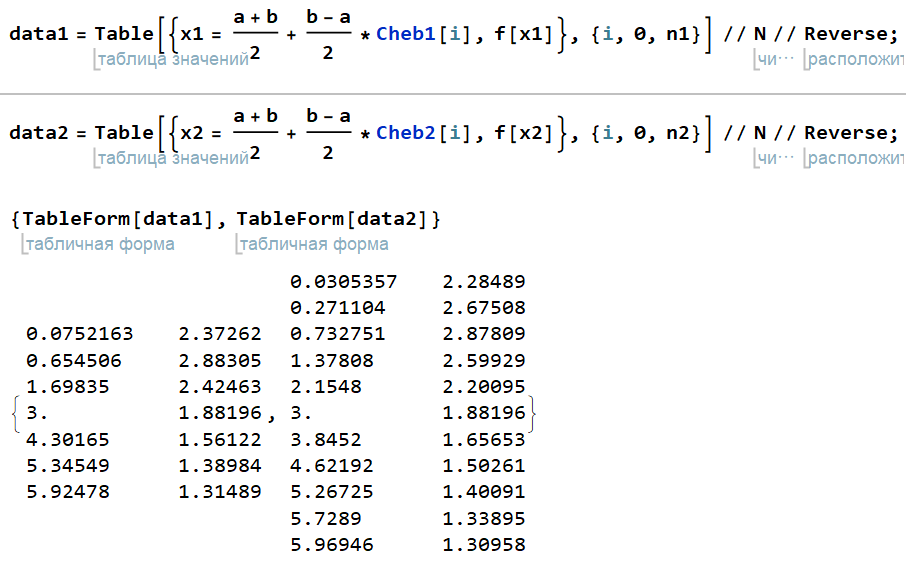 data1 = Table[{x1 = (a + b)/2 + (b - a)/2 * Cheb1[i], f[x1]}, {i, 0, n1}] // N // Reverse;
таблица значений чи⋯ расположит
data2 = Table[{x2 = (a + b)/2 + (b - a)/2 * Cheb2[i], f[x2]}, {i, 0, n2}] // N // Reverse;
таблица значений чи⋯ расположит
{TableForm[data1], TableForm[data2]}
табличная форма табличная форма
0.0305357 2.28489
0.271104 2.67508
0.0752163 2.37262 0.732751 2.87809
0.654506 2.88305 1.37808 2.59929
1.69835 2.42463 2.1548 2.20095
{3. 1.88196, 3. 1.88196}
4.30165 1.56122 3.8452 1.65653
5.34549 1.38984 4.62192 1.50261
5.92478 1.31489 5.26725 1.40091
5.7289 1.33895
5.96946 1.30958